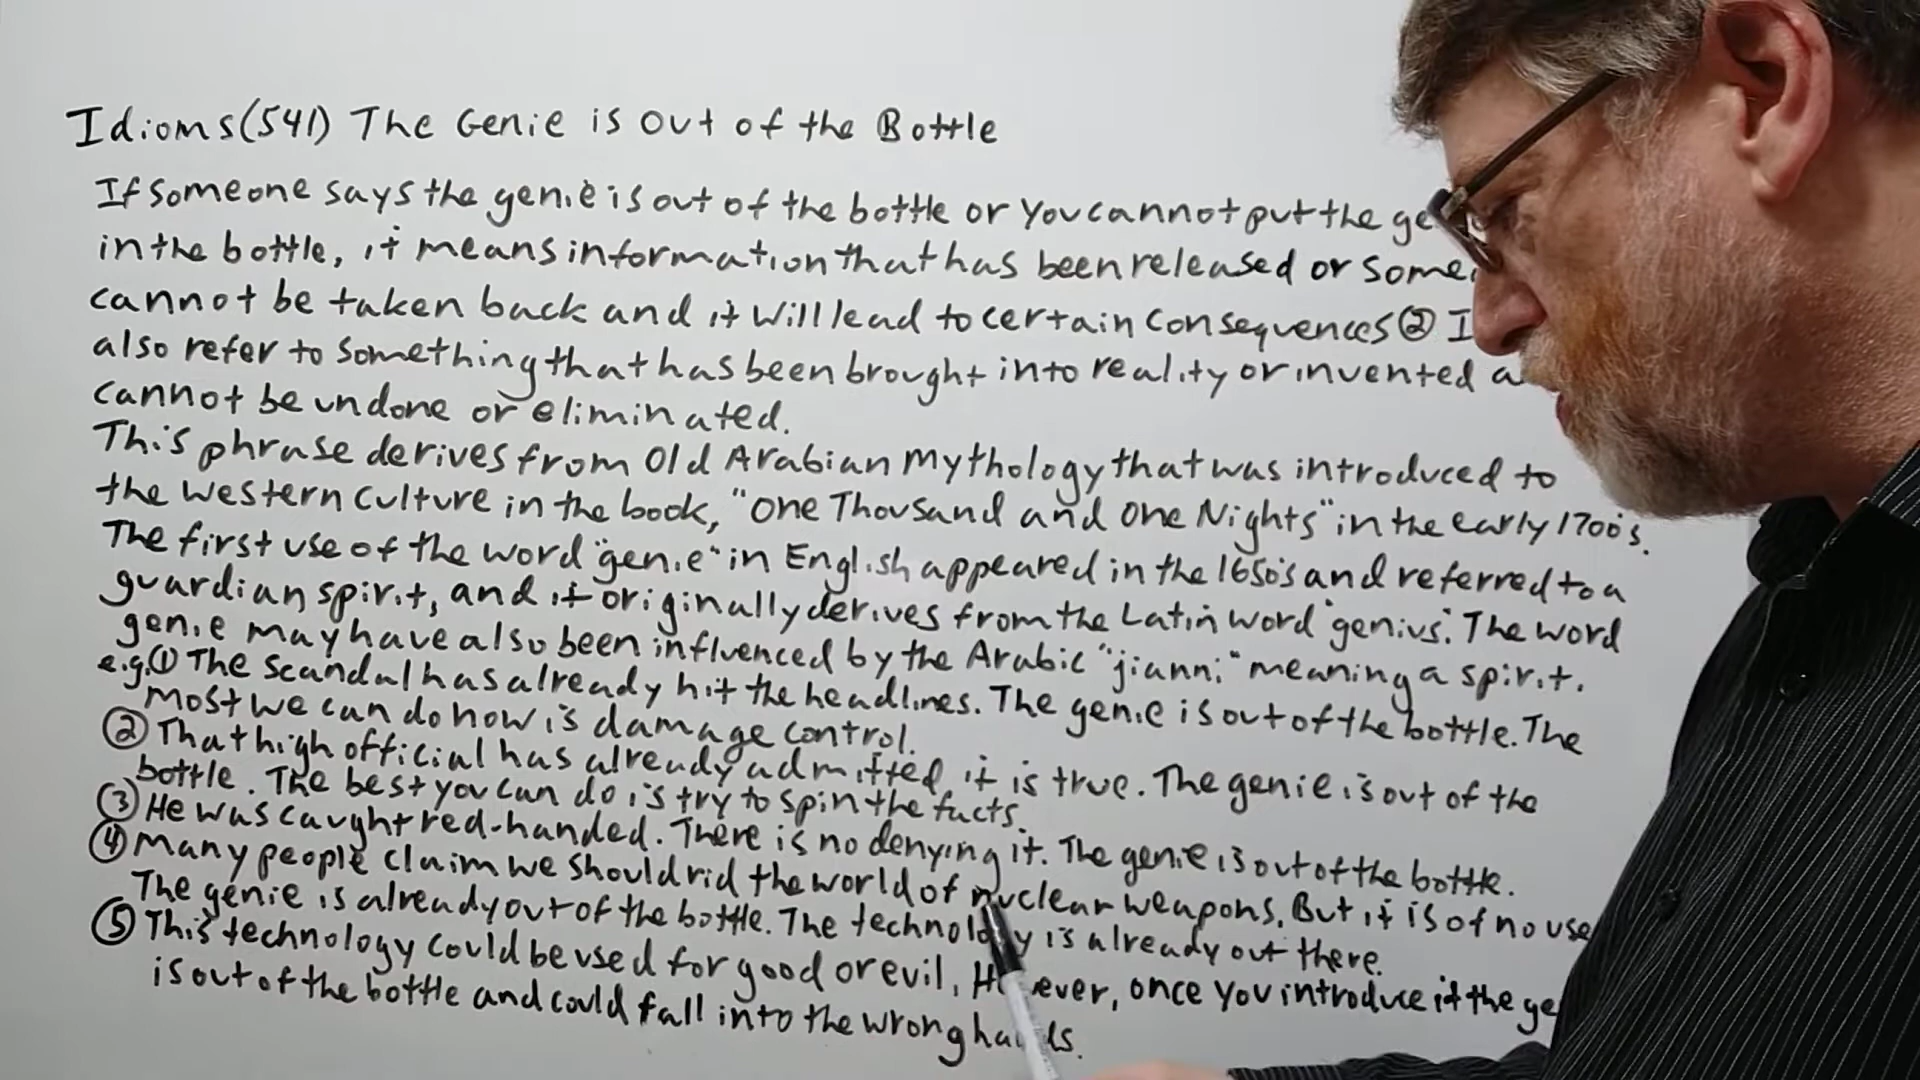 Idioms(541) The Genie is out of the Bottle
If someone says the genie is out of the bottle or you cannot put the ge
in the bottle, it means information that has been released or some
cannot be taken back and it will lead to certain consequences ② I
also refer to something that has been brought into reality or invented a
cannot be undone or eliminated.
This phrase derives from Old Arabian Mythology that was introduced to
the Western Culture in the book, "One Thousand and One Nights" in the early 1700's.
The first use of the word "genie" in English appeared in the 1650's and referred to a
guardian spirit, and it originally derives from the Latin word "genius". The word
genie may have also been influenced by the Arabic "jianni" meaning a spirit.
e.g. ① The scandal has already hit the headlines. The genie is out of the bottle. The
most we can do now is damage control.
② That high official has already admitted it is true. The genie is out of the
bottle. The best you can do is try to spin the facts.
③ He was caught red-handed. There is no denying it. The genie is out of the bottle.
④ Many people claim we should rid the world of nuclear weapons. But it is of no use
The genie is already out of the bottle. The technology is already out there.
⑤ This technology could be used for good or evil. However, once you introduce it the ge
is out of the bottle and could fall into the wrong hands.